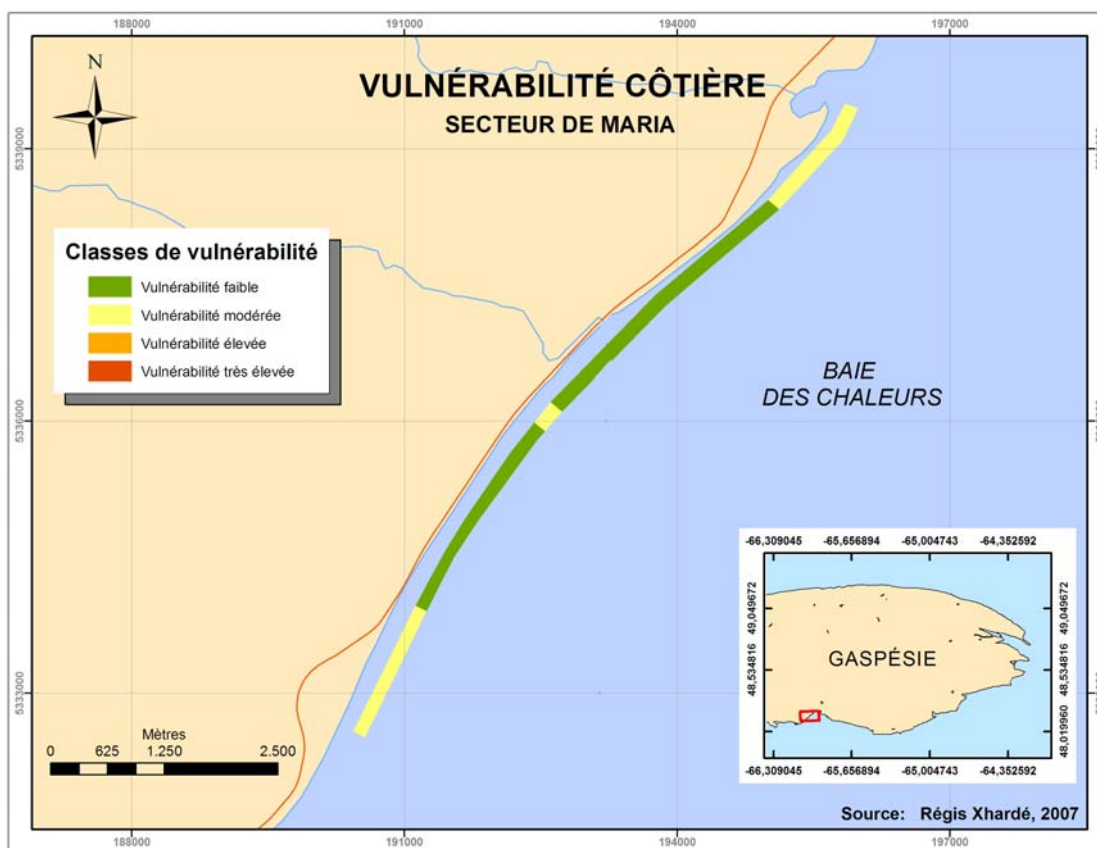 188000 191000 194000 197000
N
VULNÉRABILITÉ CÔTIÈRE
SECTEUR DE MARIA
5339000
Classes de vulnérabilité
Vulnérabilité faible
Vulnérabilité modérée
Vulnérabilité élevée
Vulnérabilité très élevée
BAIE
DES CHALEURS
5336000
5333000
Mètres
0 625 1.250 2.500
-66,309045 -65,656894 -65,004743 -64,352592
49,049672 49,049672
48,534816 48,534816
48,019960 48,019960
GASPÉSIE
-66,309045 -65,656894 -65,004743 -64,352592
Source: Régis Xhardé, 2007
188000 191000 194000 197000